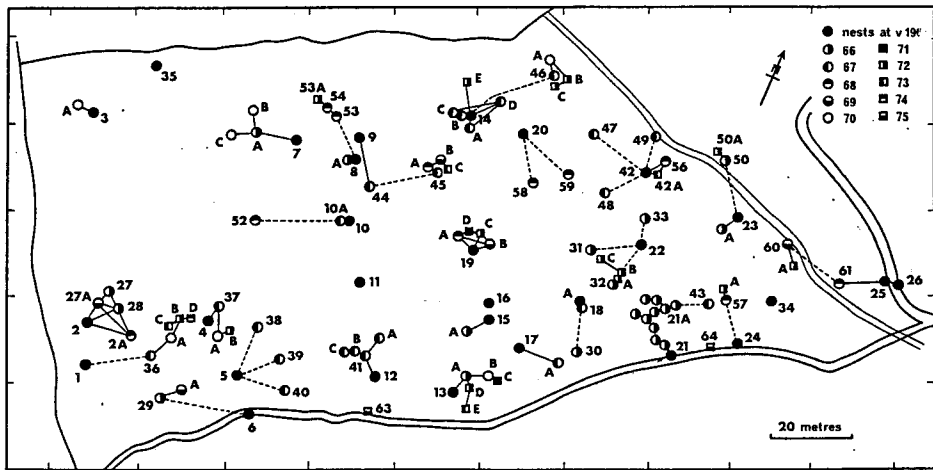 nests at v 196
66 71
67 72
68 73
69 74
70 75
N
35
A 3
B
C A 7
53A 54
53
9
A 8
44
A B C
45
E
C D
B 14
A
A
46 B
C
20
47
49
56
42
42A
48
58
59
50A
50
A 23
52
10A
10
D C
A B
19
33
31 22
C
B
32 A
60
A
61
25
26
11
27
27A
28
2
2A
37
B
C D
4
A B
A
38
36
1
39
5
40
A
29
6
16
15
A
17
A
A
18
30
43
21A
21
A
57
34
64
24
A
C B
41
12
63
A B
C
13 D
E
20 metres